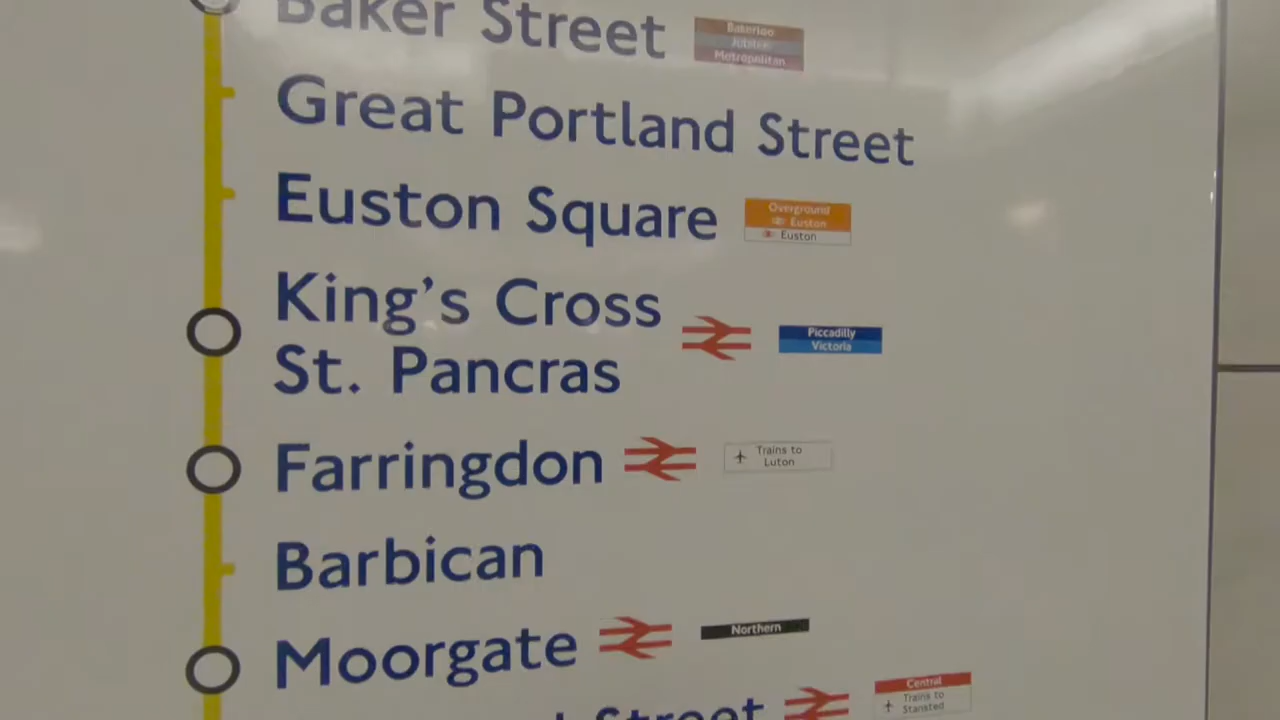 Baker Street
Bakerloo
Jubilee
Metropolitan
Great Portland Street
Euston Square
Overground
Euston
Euston
King's Cross
St. Pancras
Piccadilly
Victoria
Farringdon
Trains to
Luton
Barbican
Moorgate
Northern
Street
Central
Trains to
Stansted